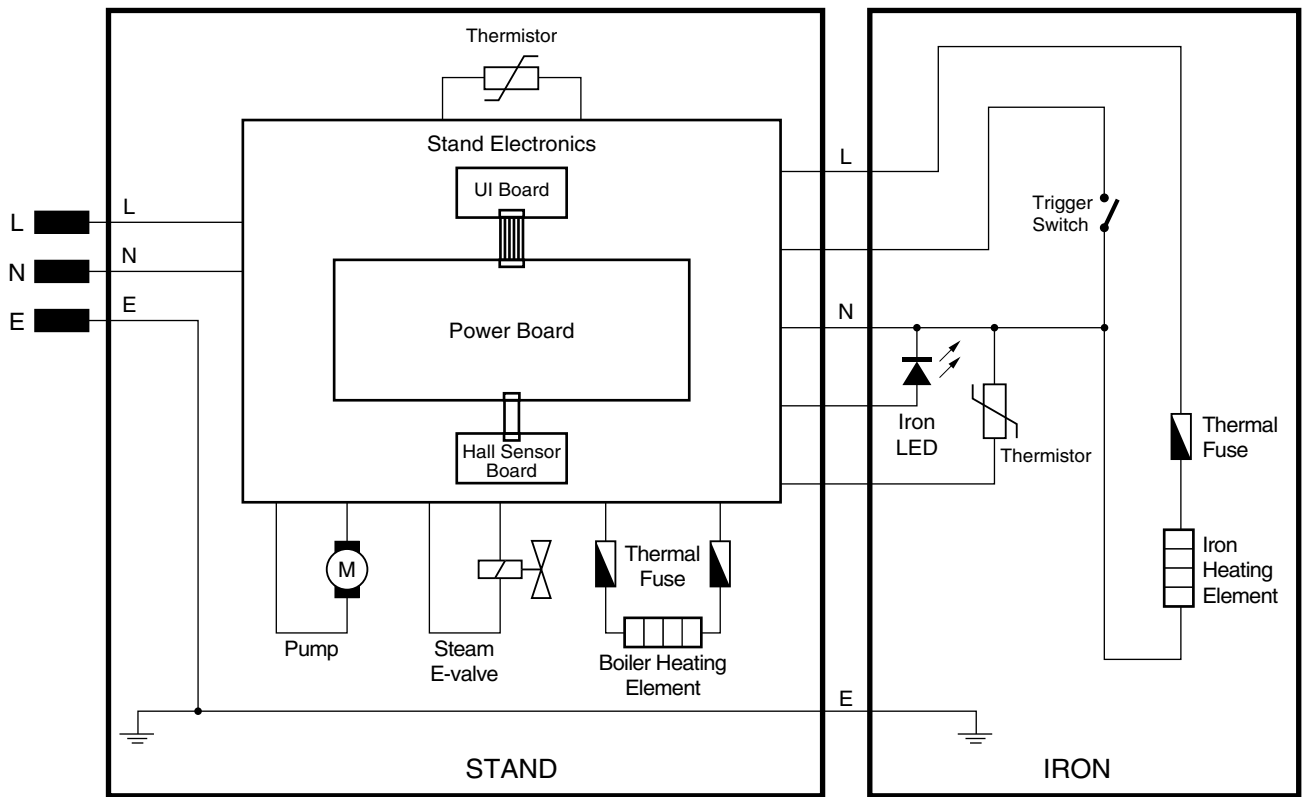 Thermistor
Stand Electronics
UI Board
Power Board
Hall Sensor
Board
L
N
E
L
N
E
M
Pump
Steam
E-valve
Thermal
Fuse
Boiler Heating
Element
STAND
L
N
E
Trigger
Switch
Iron
LED
Thermistor
Thermal
Fuse
Iron
Heating
Element
IRON